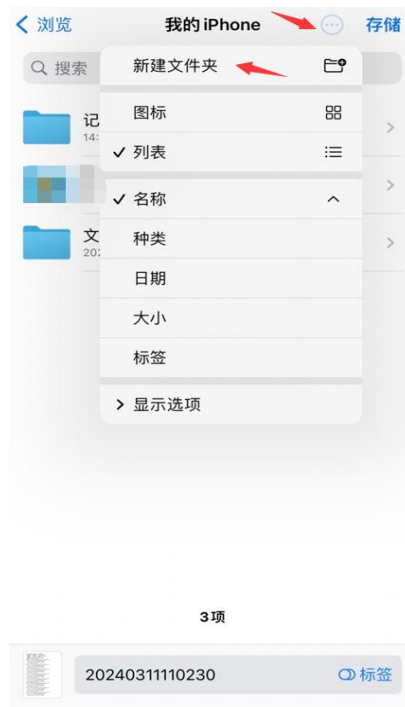 浏览 我的 iPhone 存储
搜索
新建文件夹
记
14:
图标
列表
名称
文
202
种类
日期
大小
标签
显示选项
3项
20240311110230 标签